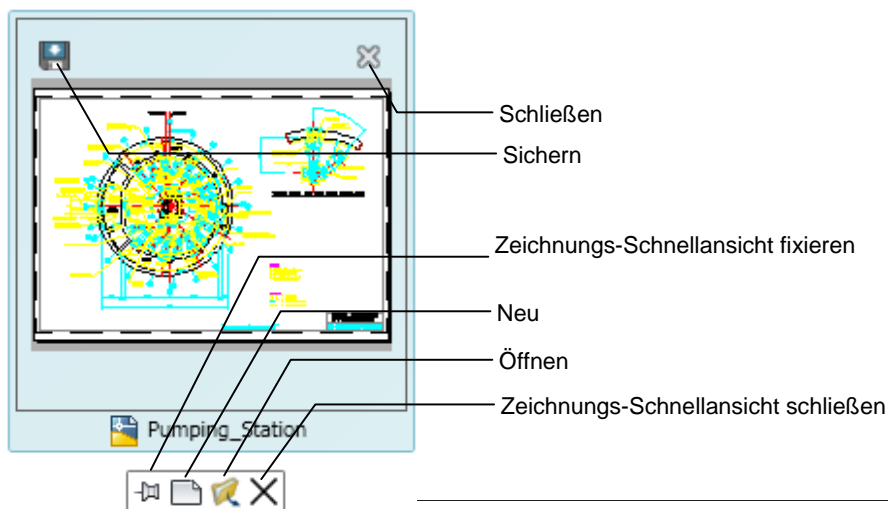 Schließen
Sichern
Zeichnungs-Schnellansicht fixieren
Neu
Öffnen
Zeichnungs-Schnellansicht schließen
Pumping_Station